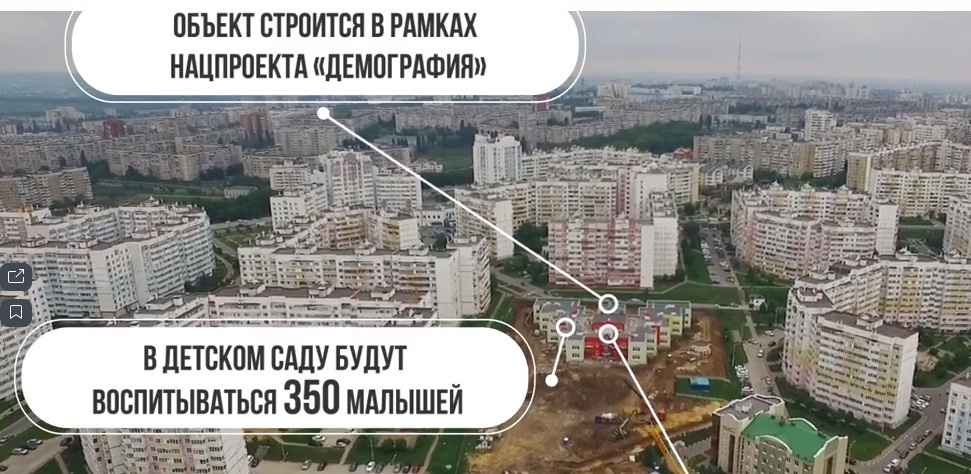 ОБЪЕКТ СТРОИТСЯ В РАМКАХ
НАЦПРОЕКТА «ДЕМОГРАФИЯ»
В ДЕТСКОМ САДУ БУДУТ
ВОСПИТЫВАТЬСЯ 350 МАЛЫШЕЙ